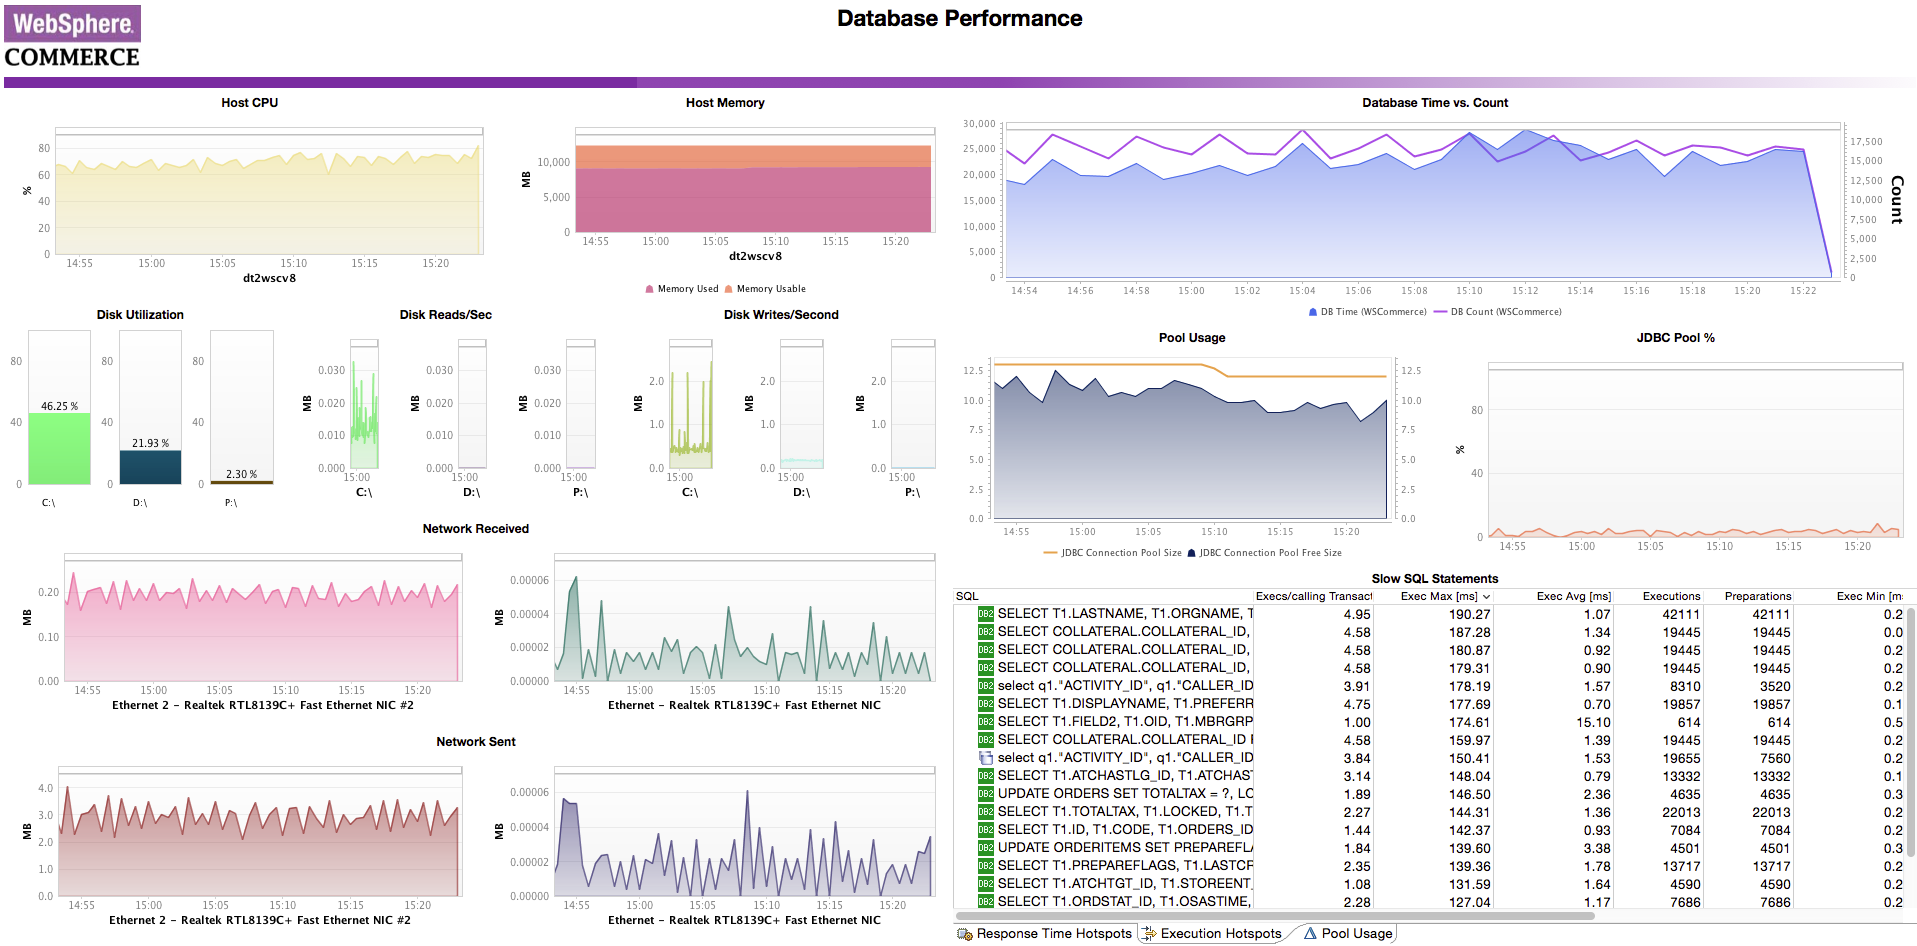 WebSphere.
COMMERCE
Database Performance
Host CPU
80
60
40
20
0
%
14:55 15:00 15:05 15:10 15:15 15:20
dt2wscv8
Host Memory
10,000
5,000
0
MB
14:55 15:00 15:05 15:10 15:15 15:20
dt2wscv8
Memory Used Memory Usable
Database Time vs. Count
30,000
25,000
20,000
15,000
10,000
5,000
0
17,500
15,000
12,500
10,000
7,500
5,000
2,500
0
Count
14:54 14:56 14:58 15:00 15:02 15:04 15:06 15:08 15:10 15:12 15:14 15:16 15:18 15:20 15:22
DB Time (WSCommerce) DB Count (WSCommerce)
Disk Utilization
80 80 80
46.25 %
40 40 40
21.93 %
2.30 %
0 0 0
C:\ D:\ P:\
Disk Reads/Sec
0.030 0.030 0.030
MB MB MB
0.020 0.020 0.020
0.010 0.010 0.010
0.000 0.000 0.000
15:00 15:00 15:00
C:\ D:\ P:\
Disk Writes/Second
2.0 2.0 2.0
MB MB MB
1.0 1.0 1.0
0.0 0.0 0.0
15:00 15:00 15:00
C:\ D:\ P:\
Pool Usage
12.5 12.5
10.0 10.0
7.5 7.5
5.0 5.0
2.5 2.5
0.0 0.0
14:55 15:00 15:05 15:10 15:15 15:20
JDBC Connection Pool Size JDBC Connection Pool Free Size
JDBC Pool %
80
%
40
0
14:55 15:00 15:05 15:10 15:15 15:20
Network Received
0.20
MB
0.10
0.00
14:55 15:00 15:05 15:10 15:15 15:20
Ethernet 2 - Realtek RTL8139C+ Fast Ethernet NIC #2
0.00006
0.00004
MB
0.00002
0.00000
14:55 15:00 15:05 15:10 15:15 15:20
Ethernet - Realtek RTL8139C+ Fast Ethernet NIC
Network Sent
4.0
3.0
MB
2.0
1.0
0.0
14:55 15:00 15:05 15:10 15:15 15:20
Ethernet 2 - Realtek RTL8139C+ Fast Ethernet NIC #2
0.00006
0.00004
MB
0.00002
0.00000
14:55 15:00 15:05 15:10 15:15 15:20
Ethernet - Realtek RTL8139C+ Fast Ethernet NIC
Slow SQL Statements
SQL Execs/calling Transact Exec Max [ms] Exec Avg [ms] Executions Preparations Exec Min [m
DB2 SELECT T1.LASTNAME, T1.ORGNAME, T 4.95 190.27 1.07 42111 42111 0.2
DB2 SELECT COLLATERAL.COLLATERAL_ID, 4.58 187.28 1.34 19445 19445 0.0
DB2 SELECT COLLATERAL.COLLATERAL_ID, 4.58 180.87 0.92 19445 19445 0.2
DB2 SELECT COLLATERAL.COLLATERAL_ID, 4.58 179.31 0.90 19445 19445 0.2
DB2 select q1."ACTIVITY_ID", q1."CALLER_ID 3.91 178.19 1.57 8310 3520 0.2
DB2 SELECT T1.DISPLAYNAME, T1.PREFERR 4.75 177.69 0.70 19857 19857 0.1
DB2 SELECT T1.FIELD2, T1.OID, T1.MBRGRP 1.00 174.61 15.10 614 614 0.5
DB2 SELECT COLLATERAL.COLLATERAL_ID F 4.58 159.97 1.39 19445 19445 0.2
select q1."ACTIVITY_ID", q1."CALLER_ID 3.84 150.41 1.53 19655 7560 0.2
DB2 SELECT T1.ATCHASTLG_ID, T1.ATCHAST 3.14 148.04 0.79 13332 13332 0.1
DB2 UPDATE ORDERS SET TOTALTAX = ?, LO 1.89 146.50 2.36 4635 4635 0.3
DB2 SELECT T1.TOTALTAX, T1.LOCKED, T1.T 2.27 144.31 1.36 22013 22013 0.2
DB2 SELECT T1.ID, T1.CODE, T1.ORDERS_ID 1.44 142.37 0.93 7084 7084 0.2
DB2 UPDATE ORDERITEMS SET PREPAREFLA 1.84 139.60 3.38 4501 4501 0.3
DB2 SELECT T1.PREPAREFLAGS, T1.LASTCR 2.35 139.36 1.78 13717 13717 0.2
DB2 SELECT T1.ATCHTGT_ID, T1.STOREENT_ 1.08 131.59 1.64 4590 4590 0.2
DB2 SELECT T1.ORDSTAT_ID, T1.OSASTIME, 2.28 127.04 1.17 7686 7686 0.2
Response Time Hotspots Execution Hotspots Pool Usage